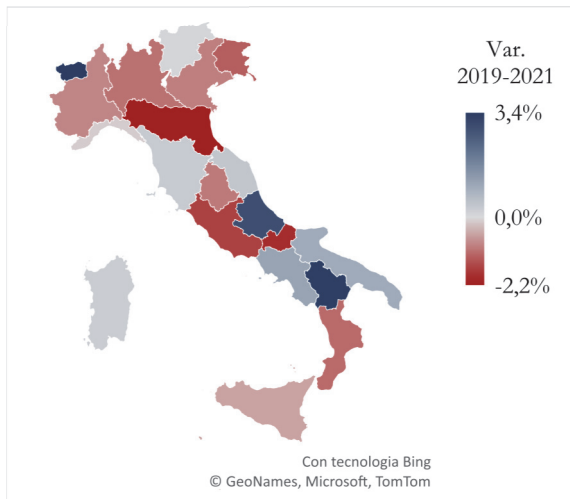 Var.
2019-2021
3,4%
0,0%
-2,2%
Con tecnologia Bing
© GeoNames, Microsoft, TomTom